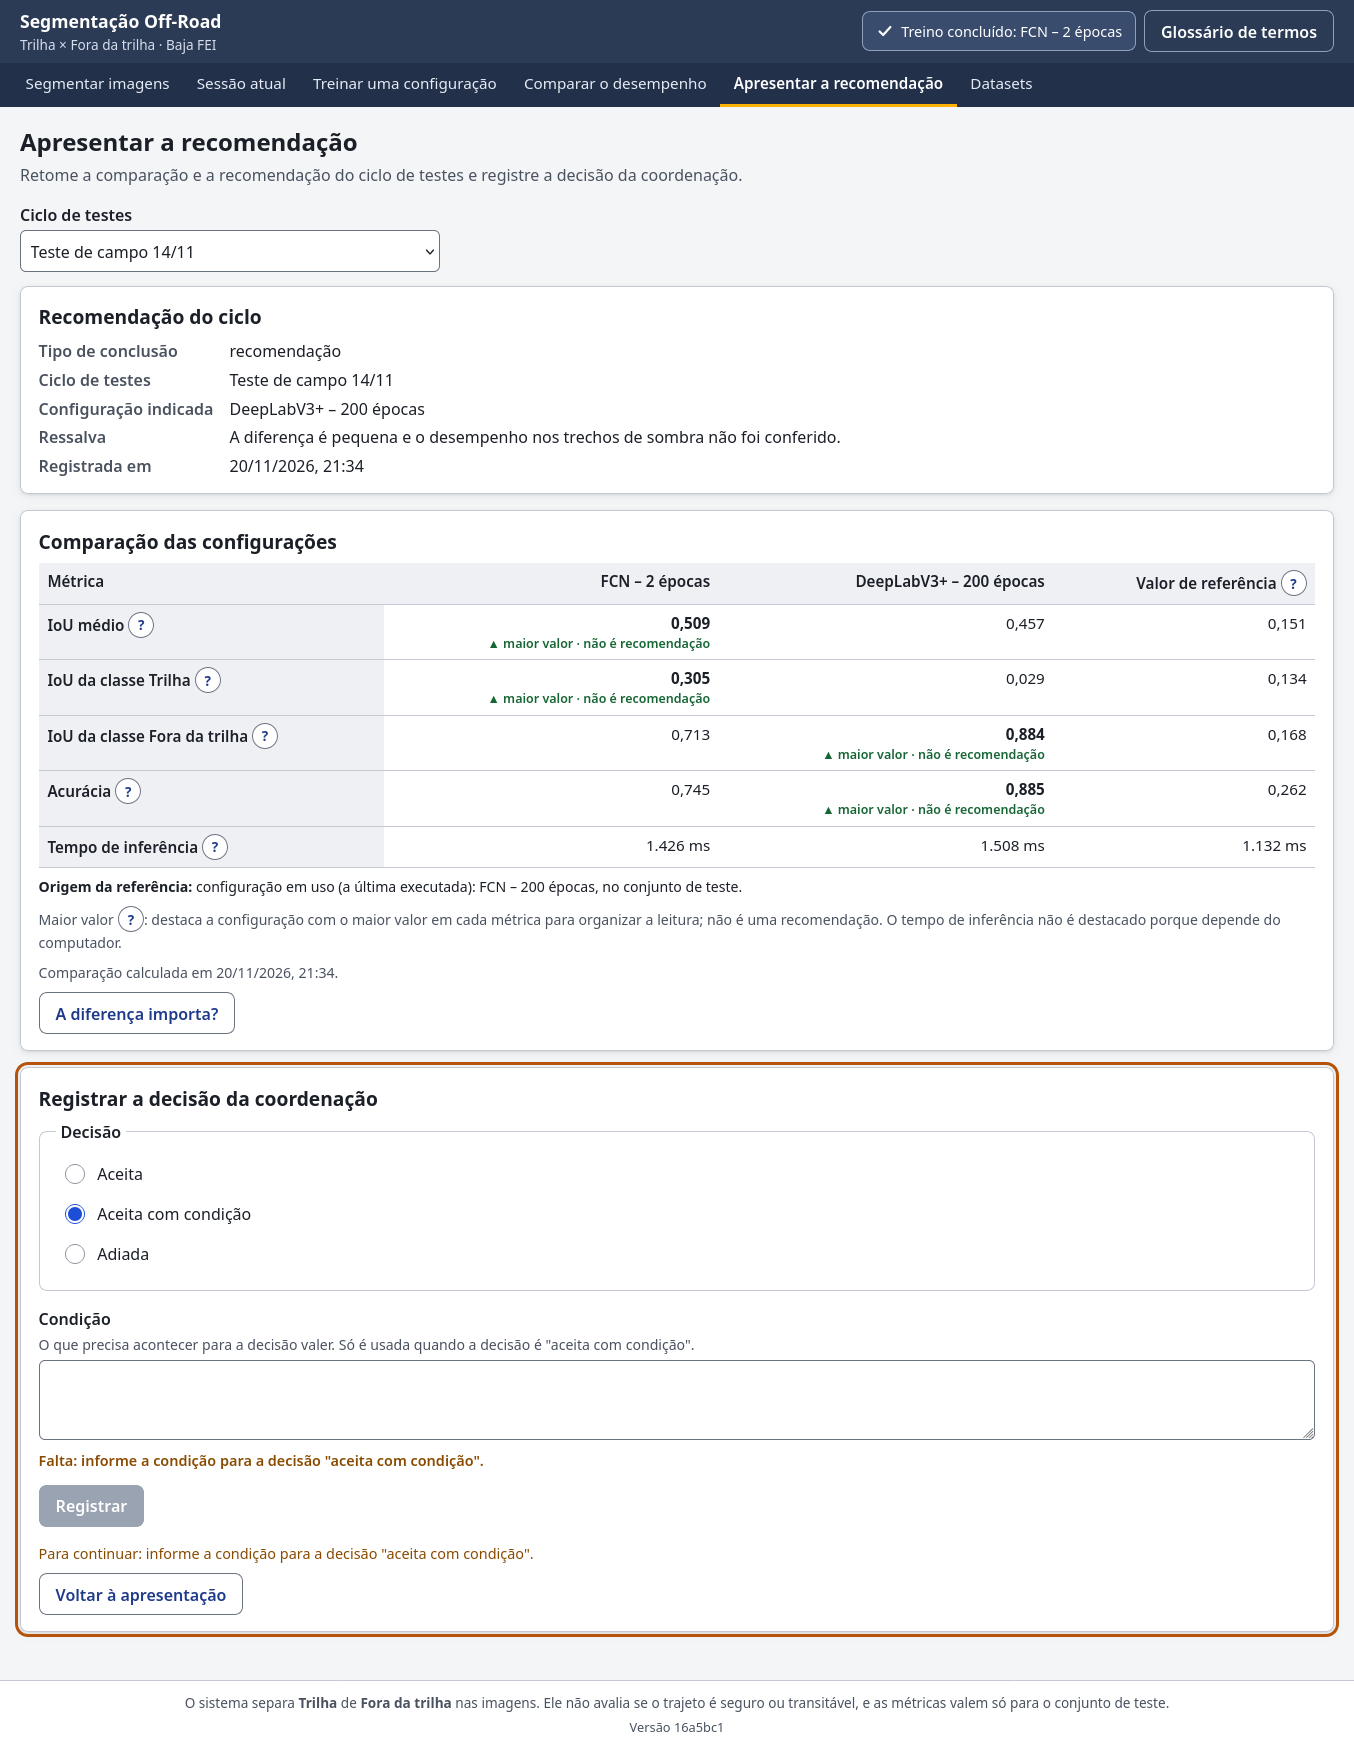 Segmentação Off-Road
Trilha × Fora da trilha · Baja FEI
Treino concluído: FCN – 2 épocas
Glossário de termos
Segmentar imagens Sessão atual Treinar uma configuração Comparar o desempenho Apresentar a recomendação Datasets
Apresentar a recomendação
Retome a comparação e a recomendação do ciclo de testes e registre a decisão da coordenação.
Ciclo de testes
Teste de campo 14/11
Recomendação do ciclo
Tipo de conclusão recomendação
Ciclo de testes Teste de campo 14/11
Configuração indicada DeepLabV3+ – 200 épocas
Ressalva A diferença é pequena e o desempenho nos trechos de sombra não foi conferido.
Registrada em 20/11/2026, 21:34
Comparação das configurações
Métrica FCN – 2 épocas DeepLabV3+ – 200 épocas Valor de referência ?
IoU médio ? 0,509 0,457 0,151
▲ maior valor · não é recomendação
IoU da classe Trilha ? 0,305 0,029 0,134
▲ maior valor · não é recomendação
IoU da classe Fora da trilha ? 0,713 0,884 0,168
▲ maior valor · não é recomendação
Acurácia ? 0,745 0,885 0,262
▲ maior valor · não é recomendação
Tempo de inferência ? 1.426 ms 1.508 ms 1.132 ms
Origem da referência: configuração em uso (a última executada): FCN – 200 épocas, no conjunto de teste.
Maior valor ?: destaca a configuração com o maior valor em cada métrica para organizar a leitura; não é uma recomendação. O tempo de inferência não é destacado porque depende do
computador.
Comparação calculada em 20/11/2026, 21:34.
A diferença importa?
Registrar a decisão da coordenação
Decisão
Aceita
Aceita com condição
Adiada
Condição
O que precisa acontecer para a decisão valer. Só é usada quando a decisão é "aceita com condição".
Falta: informe a condição para a decisão "aceita com condição".
Registrar
Para continuar: informe a condição para a decisão "aceita com condição".
Voltar à apresentação
O sistema separa Trilha de Fora da trilha nas imagens. Ele não avalia se o trajeto é seguro ou transitável, e as métricas valem só para o conjunto de teste.
Versão 16a5bc1